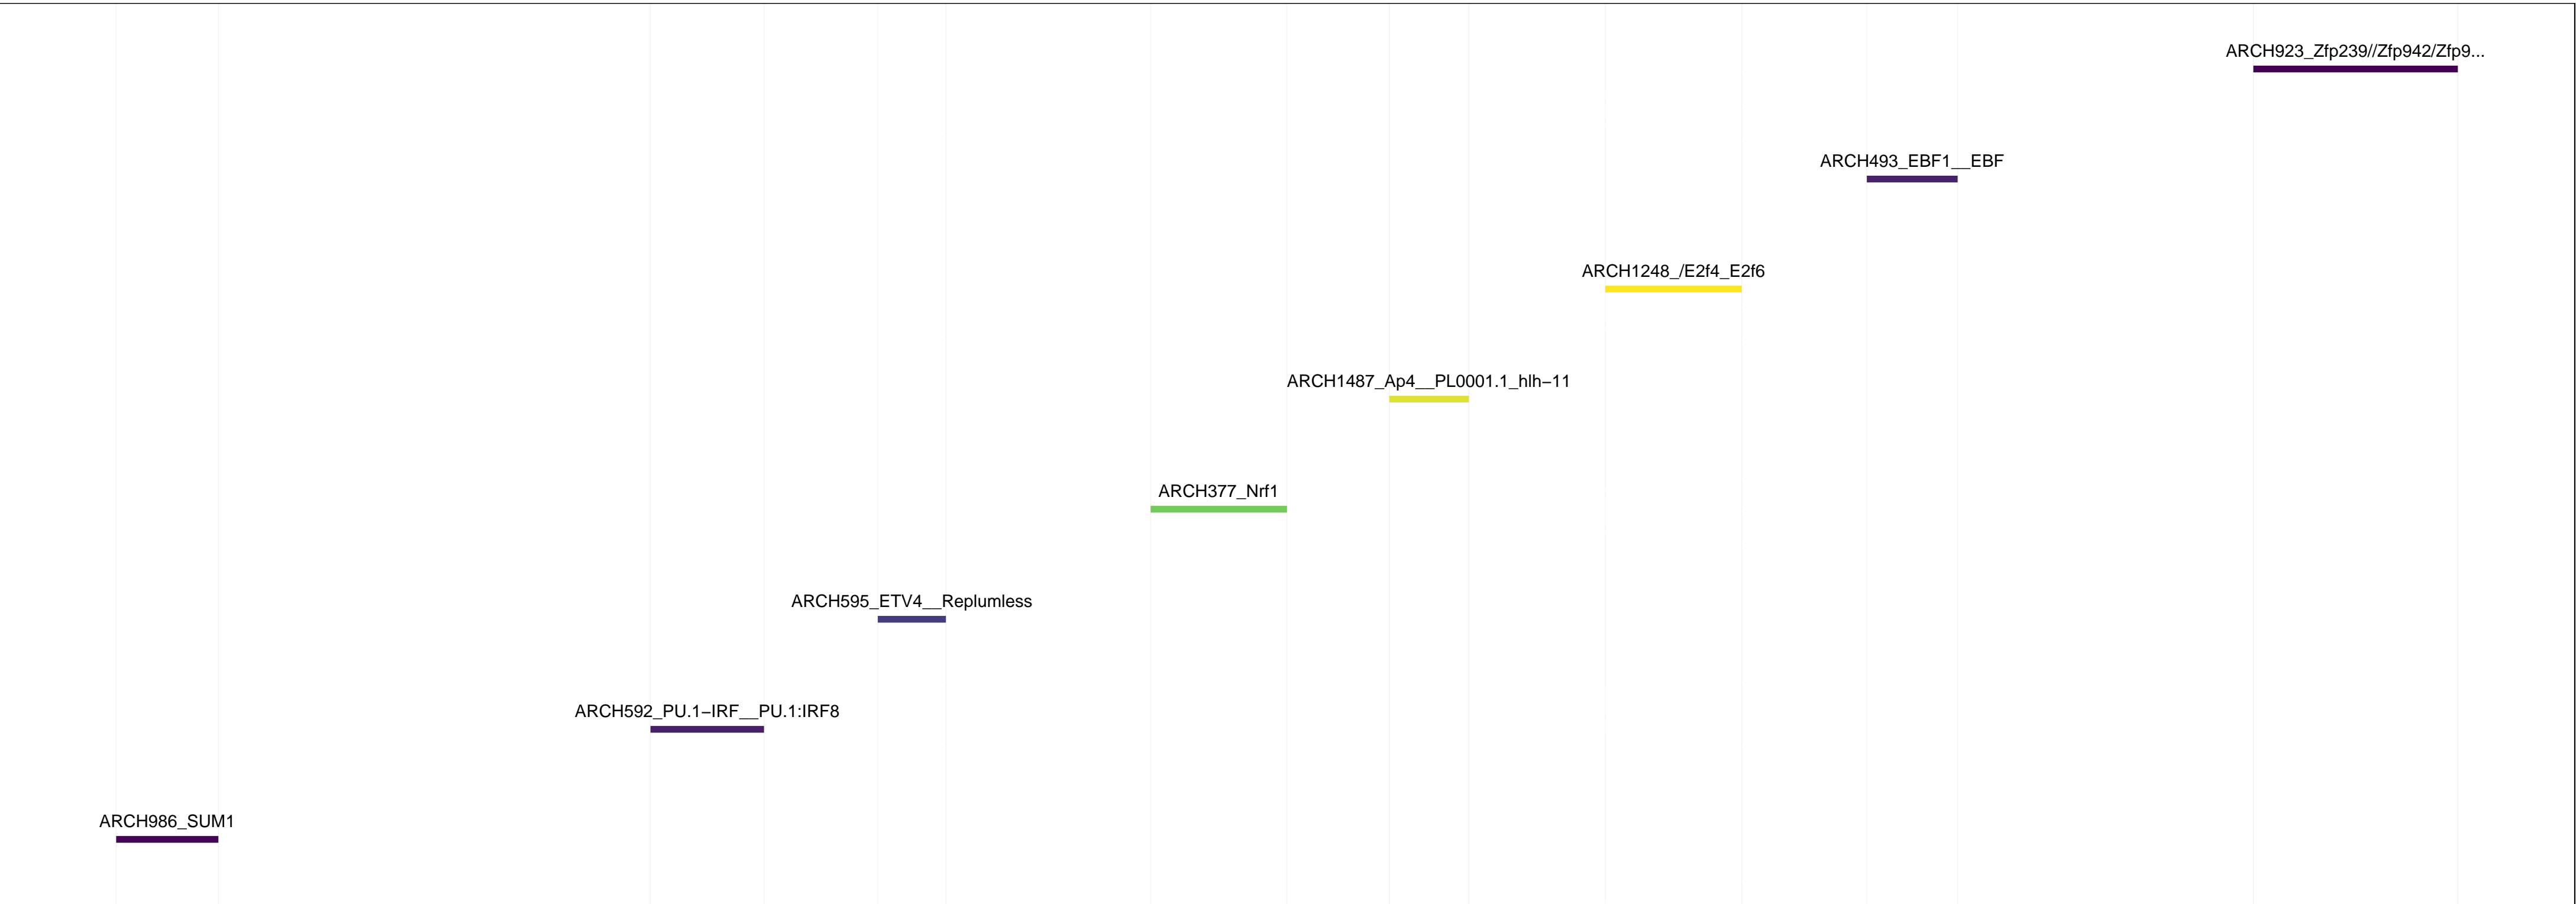 ARCH923_Zfp239//Zfp942/Zfp9...
ARCH493_EBF1__EBF
ARCH1248_/E2f4_E2f6
ARCH1487_Ap4__PL0001.1_hlh−11
ARCH377_Nrf1
ARCH595_ETV4__Replumless
ARCH592_PU.1−IRF__PU.1:IRF8
ARCH986_SUM1